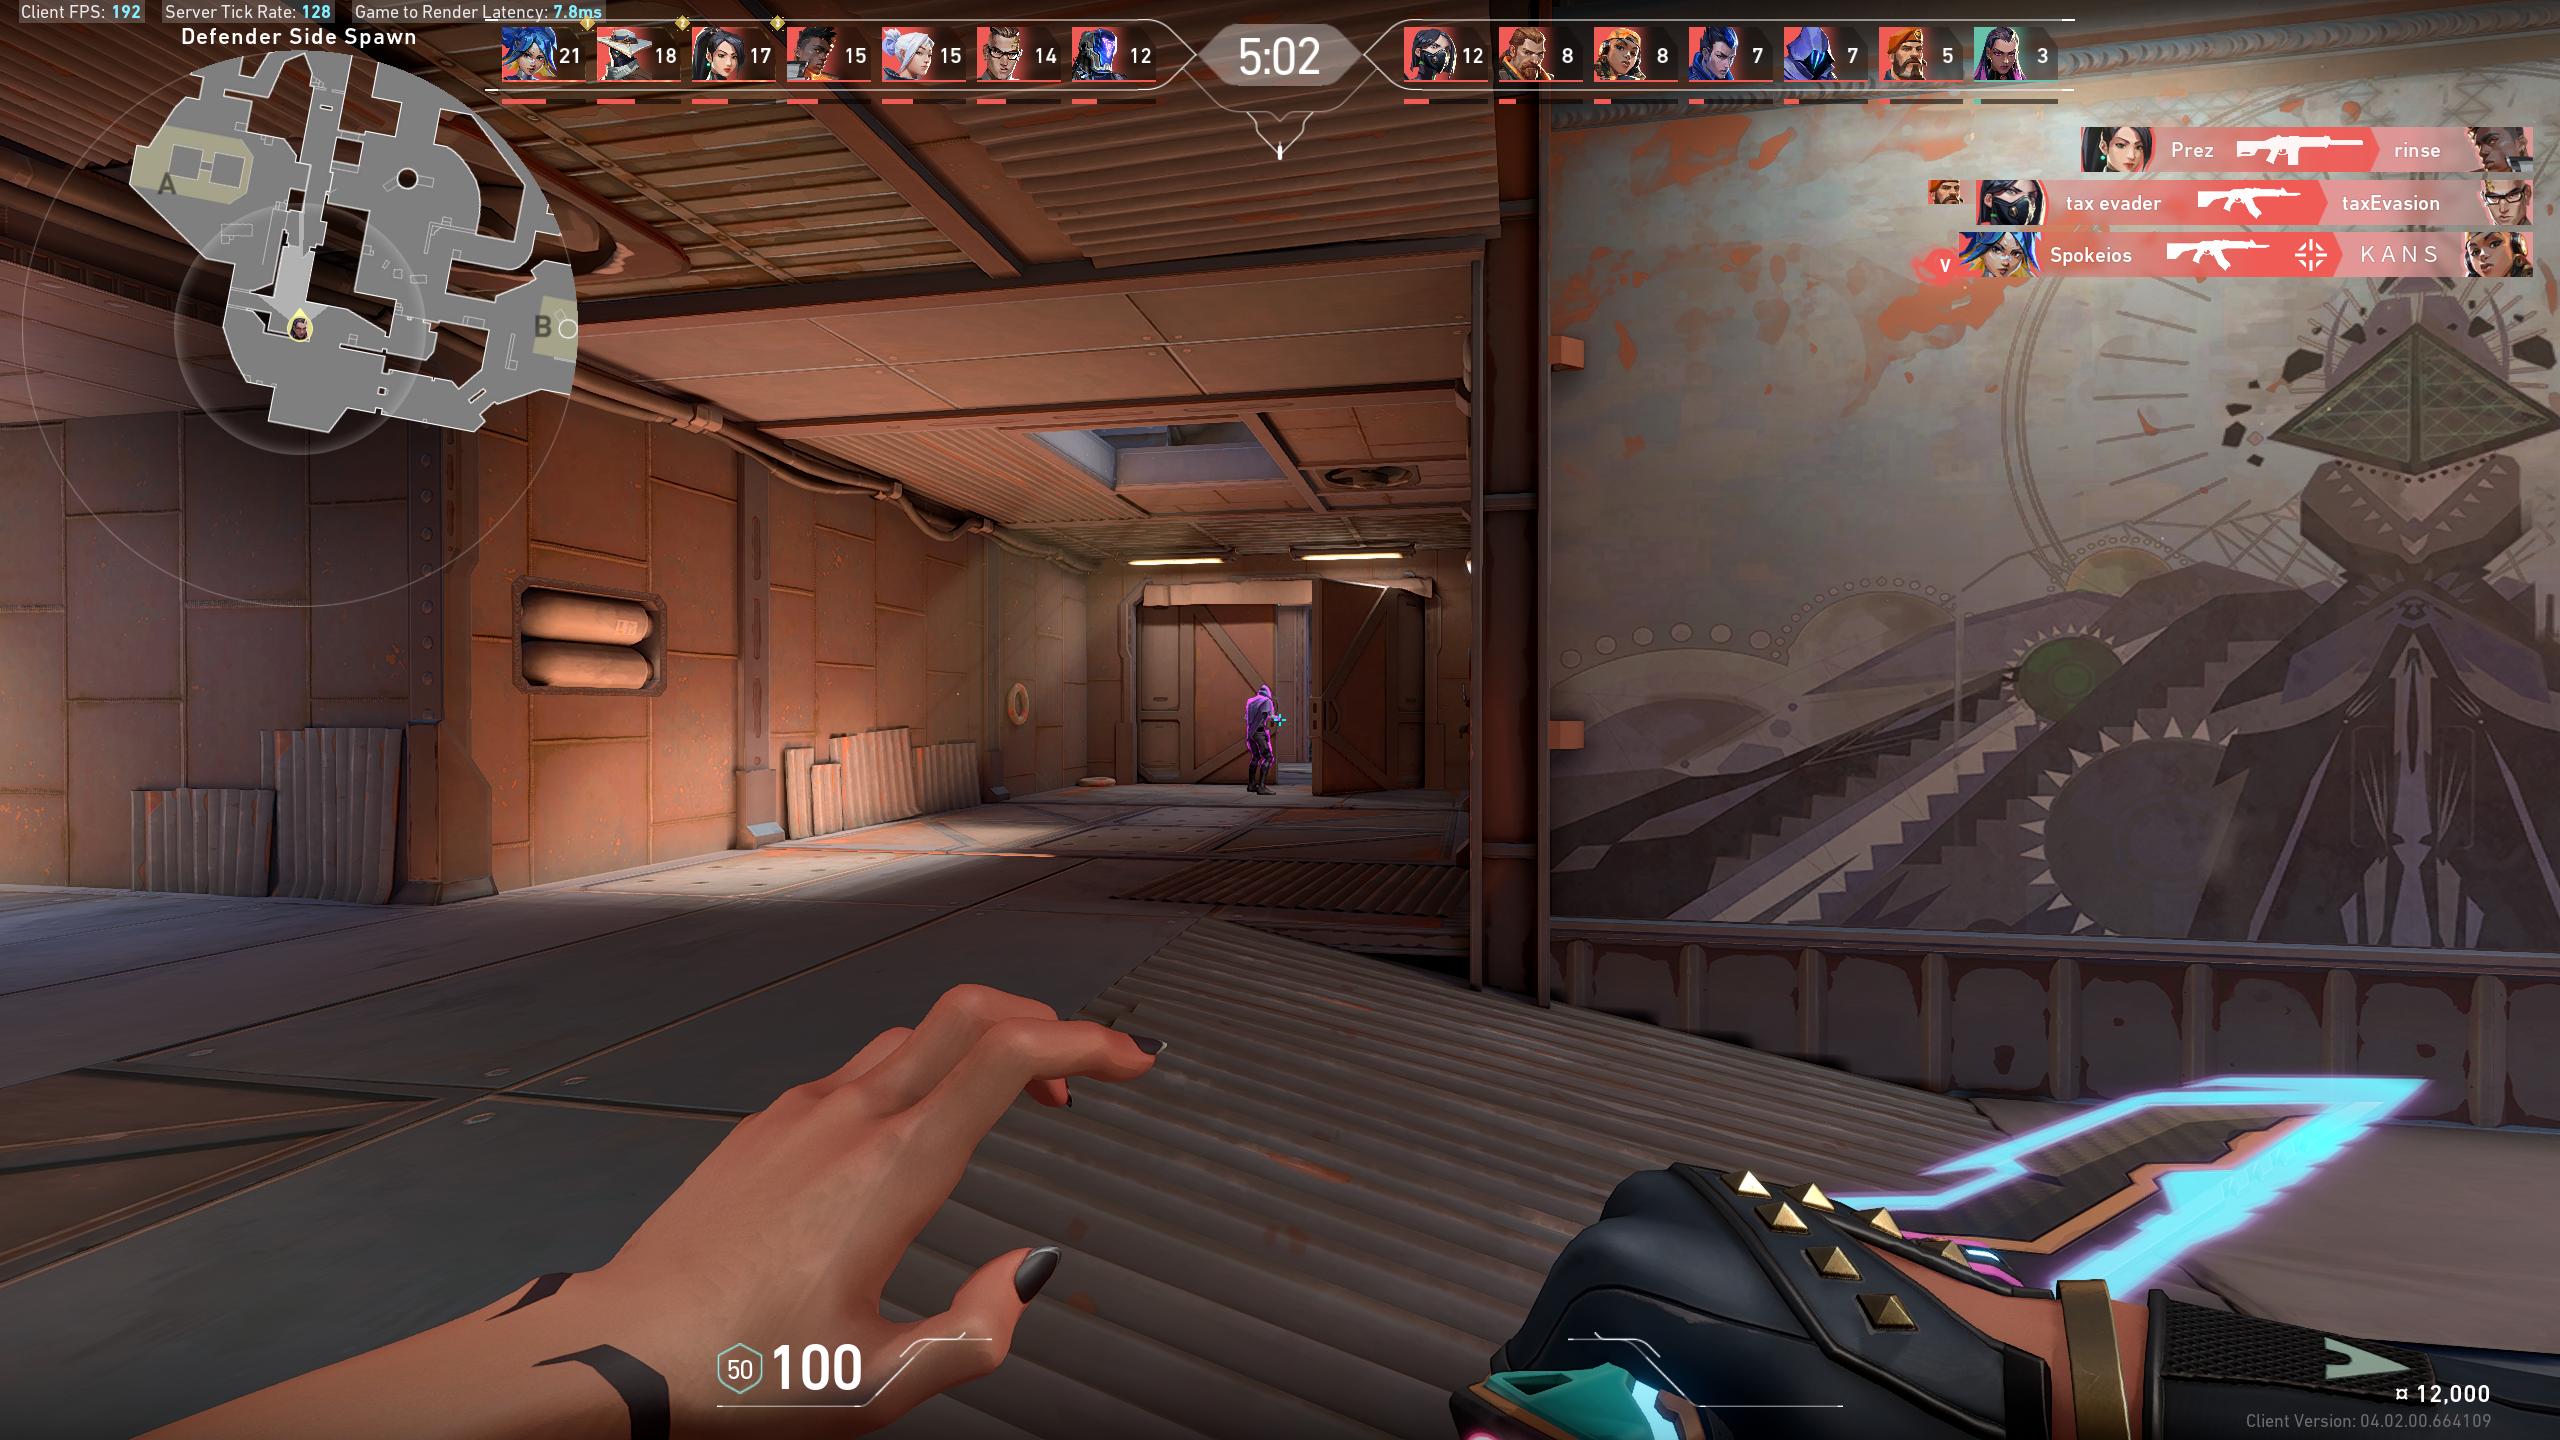 Client FPS: 192 Server Tick Rate: 128 Game to Render Latency: 7.8ms
Defender Side Spawn
21 18 17 15 15 14 12 5:02 12 8 8 7 7 5 3
A
B
Prez rinse
tax evader taxEvasion
V Spokeios KANS
50 100
¤ 12,000
Client Version: 04.02.00.664109